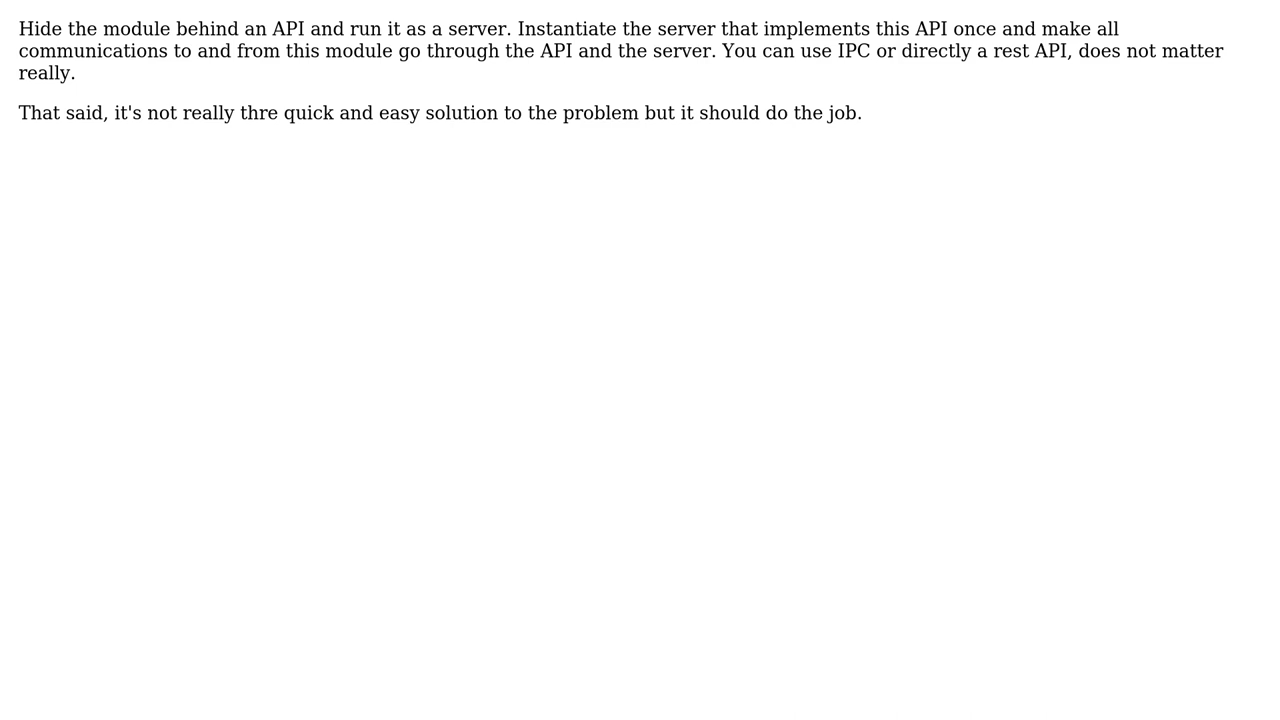 Hide the module behind an API and run it as a server. Instantiate the server that implements this API once and make all
communications to and from this module go through the API and the server. You can use IPC or directly a rest API, does not matter
really.
That said, it's not really thre quick and easy solution to the problem but it should do the job.